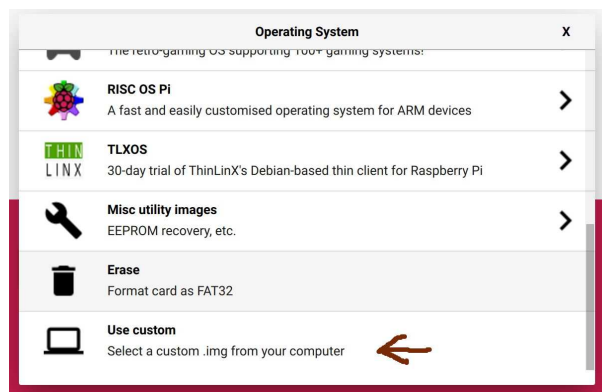 Operating System X
The retro-gaming OS supporting 100+ gaming systems!
RISC OS Pi
A fast and easily customised operating system for ARM devices
THIN
LINX
TLXOS
30-day trial of ThinLinX's Debian-based thin client for Raspberry Pi
Misc utility images
EEPROM recovery, etc.
Erase
Format card as FAT32
Use custom
Select a custom .img from your computer